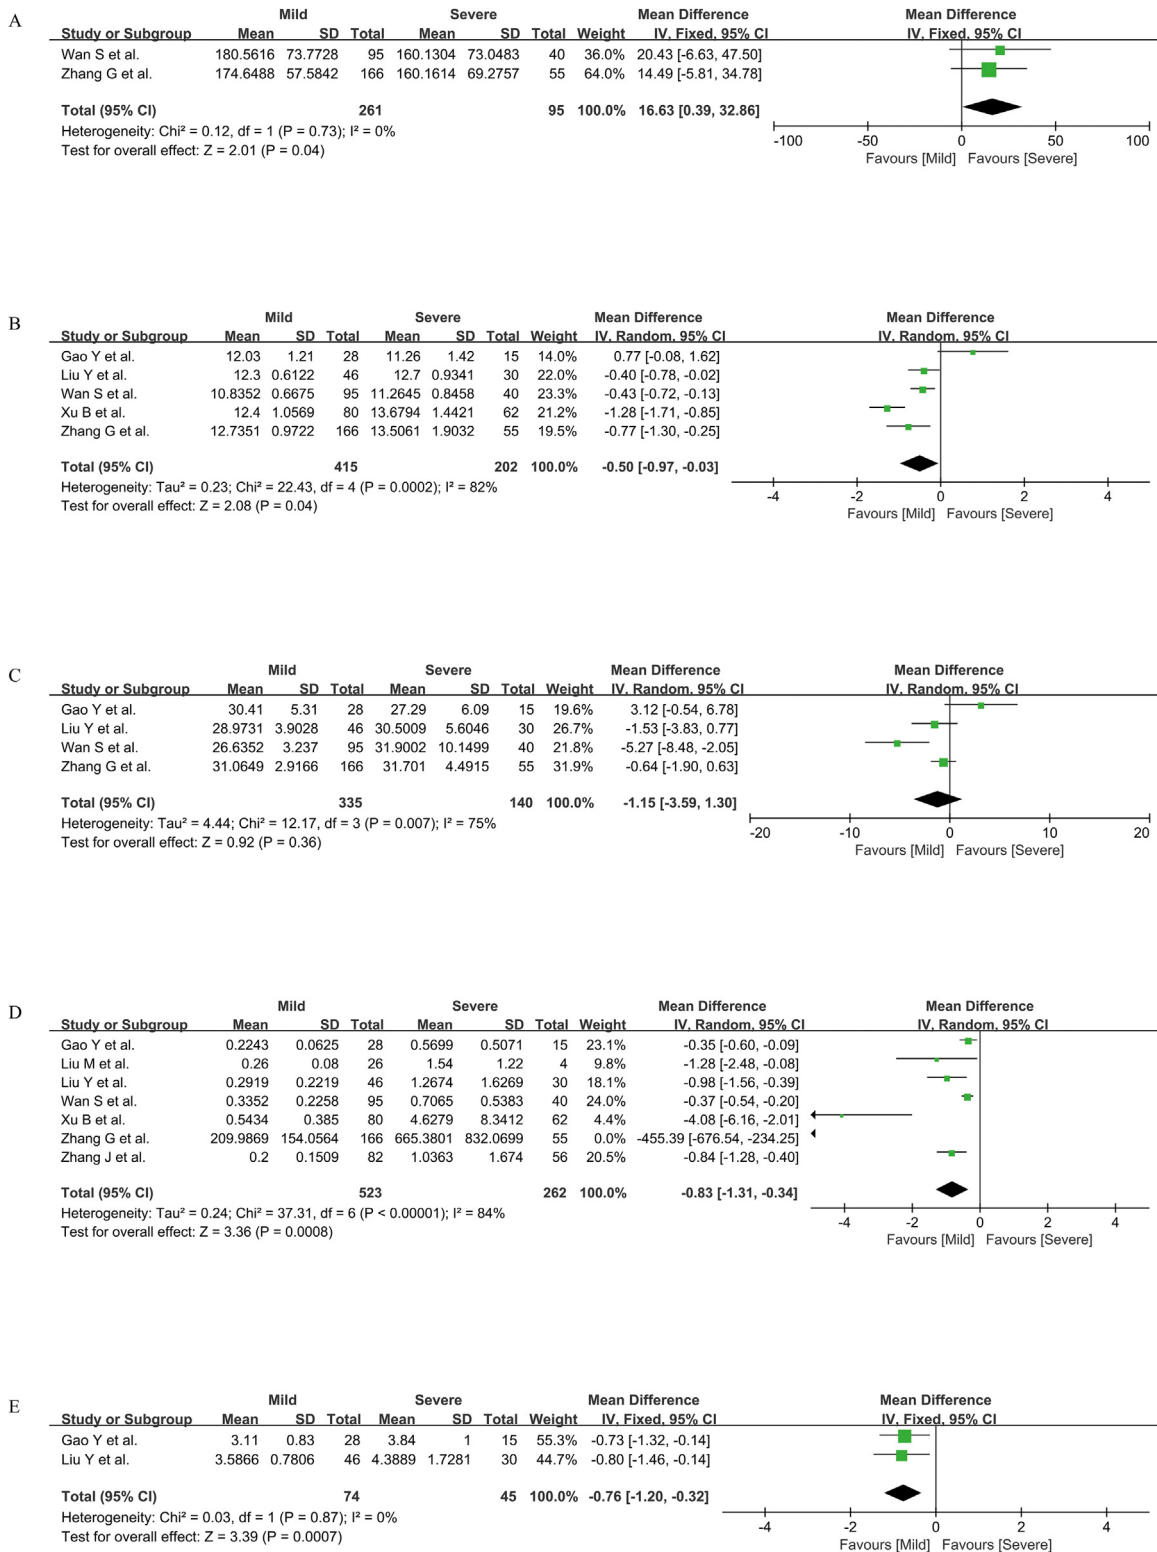 A
Mild Severe Mean Difference Mean Difference
Study or Subgroup Mean SD Total Mean SD Total Weight IV, Fixed, 95% CI IV, Fixed, 95% CI
Wan S et al. 180.5616 73.7728 95 160.1304 73.0483 40 36.0% 20.43 [-6.63, 47.50]
Zhang G et al. 174.6488 57.5842 166 160.1614 69.2757 55 64.0% 14.49 [-5.81, 34.78]
Total (95% CI) 261 95 100.0% 16.63 [0.39, 32.86]
Heterogeneity: Chi² = 0.12, df = 1 (P = 0.73); I² = 0%
Test for overall effect: Z = 2.01 (P = 0.04)
-100 -50 0 50 100
Favours [Mild] Favours [Severe]
B
Mild Severe Mean Difference Mean Difference
Study or Subgroup Mean SD Total Mean SD Total Weight IV, Random, 95% CI IV, Random, 95% CI
Gao Y et al. 12.03 1.21 28 11.26 1.42 15 14.0% 0.77 [-0.08, 1.62]
Liu Y et al. 12.3 0.6122 46 12.7 0.9341 30 22.0% -0.40 [-0.78, -0.02]
Wan S et al. 10.8352 0.6675 95 11.2645 0.8458 40 23.3% -0.43 [-0.72, -0.13]
Xu B et al. 12.4 1.0569 80 13.6794 1.4421 62 21.2% -1.28 [-1.71, -0.85]
Zhang G et al. 12.7351 0.9722 166 13.5061 1.9032 55 19.5% -0.77 [-1.30, -0.25]
Total (95% CI) 415 202 100.0% -0.50 [-0.97, -0.03]
Heterogeneity: Tau² = 0.23; Chi² = 22.43, df = 4 (P = 0.0002); I² = 82%
Test for overall effect: Z = 2.08 (P = 0.04)
-4 -2 0 2 4
Favours [Mild] Favours [Severe]
C
Mild Severe Mean Difference Mean Difference
Study or Subgroup Mean SD Total Mean SD Total Weight IV, Random, 95% CI IV, Random, 95% CI
Gao Y et al. 30.41 5.31 28 27.29 6.09 15 19.6% 3.12 [-0.54, 6.78]
Liu Y et al. 28.9731 3.9028 46 30.5009 5.6046 30 26.7% -1.53 [-3.83, 0.77]
Wan S et al. 26.6352 3.237 95 31.9002 10.1499 40 21.8% -5.27 [-8.48, -2.05]
Zhang G et al. 31.0649 2.9166 166 31.701 4.4915 55 31.9% -0.64 [-1.90, 0.63]
Total (95% CI) 335 140 100.0% -1.15 [-3.59, 1.30]
Heterogeneity: Tau² = 4.44; Chi² = 12.17, df = 3 (P = 0.007); I² = 75%
Test for overall effect: Z = 0.92 (P = 0.36)
-20 -10 0 10 20
Favours [Mild] Favours [Severe]
D
Mild Severe Mean Difference Mean Difference
Study or Subgroup Mean SD Total Mean SD Total Weight IV, Random, 95% CI IV, Random, 95% CI
Gao Y et al. 0.2243 0.0625 28 0.5699 0.5071 15 23.1% -0.35 [-0.60, -0.09]
Liu M et al. 0.26 0.08 26 1.54 1.22 4 9.8% -1.28 [-2.48, -0.08]
Liu Y et al. 0.2919 0.2219 46 1.2674 1.6269 30 18.1% -0.98 [-1.56, -0.39]
Wan S et al. 0.3352 0.2258 95 0.7065 0.5383 40 24.0% -0.37 [-0.54, -0.20]
Xu B et al. 0.5434 0.385 80 4.6279 8.3412 62 4.4% -4.08 [-6.16, -2.01]
Zhang G et al. 209.9869 154.0564 166 665.3801 832.0699 55 0.0% -455.39 [-676.54, -234.25]
Zhang J et al. 0.2 0.1509 82 1.0363 1.674 56 20.5% -0.84 [-1.28, -0.40]
Total (95% CI) 523 262 100.0% -0.83 [-1.31, -0.34]
Heterogeneity: Tau² = 0.24; Chi² = 37.31, df = 6 (P < 0.00001); I² = 84%
Test for overall effect: Z = 3.36 (P = 0.0008)
-4 -2 0 2 4
Favours [Mild] Favours [Severe]
E
Mild Severe Mean Difference Mean Difference
Study or Subgroup Mean SD Total Mean SD Total Weight IV, Fixed, 95% CI IV, Fixed, 95% CI
Gao Y et al. 3.11 0.83 28 3.84 1 15 55.3% -0.73 [-1.32, -0.14]
Liu Y et al. 3.5866 0.7806 46 4.3889 1.7281 30 44.7% -0.80 [-1.46, -0.14]
Total (95% CI) 74 45 100.0% -0.76 [-1.20, -0.32]
Heterogeneity: Chi² = 0.03, df = 1 (P = 0.87); I² = 0%
Test for overall effect: Z = 3.39 (P = 0.0007)
-4 -2 0 2 4
Favours [Mild] Favours [Severe]